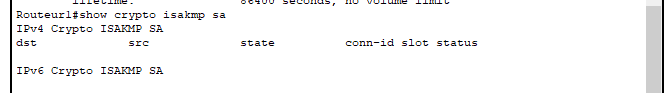 lifetime:               86400 seconds, no volume limit
Routeurl#show crypto isakmp sa
IPv4 Crypto ISAKMP SA
dst             src             state          conn-id slot status
IPv6 Crypto ISAKMP SA